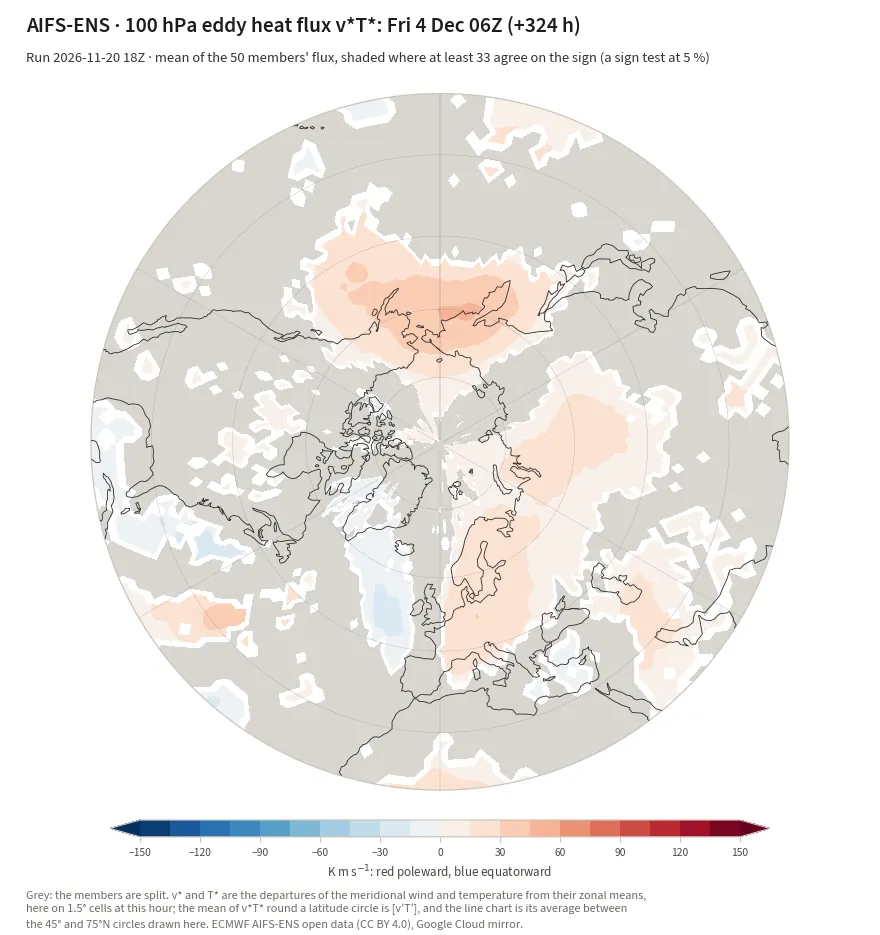 AIFS-ENS · 100 hPa eddy heat flux v*T*: Fri 4 Dec 06Z (+324 h)
Run 2026-11-20 18Z · mean of the 50 members' flux, shaded where at least 33 agree on the sign (a sign test at 5 %)
−150 −120 −90 −60 −30 0 30 60 90 120 150
K m s⁻¹: red poleward, blue equatorward
Grey: the members are split. v* and T* are the departures of the meridional wind and temperature from their zonal means,
here on 1.5° cells at this hour; the mean of v*T* round a latitude circle is [v′T′], and the line chart is its average between
the 45° and 75°N circles drawn here. ECMWF AIFS-ENS open data (CC BY 4.0), Google Cloud mirror.